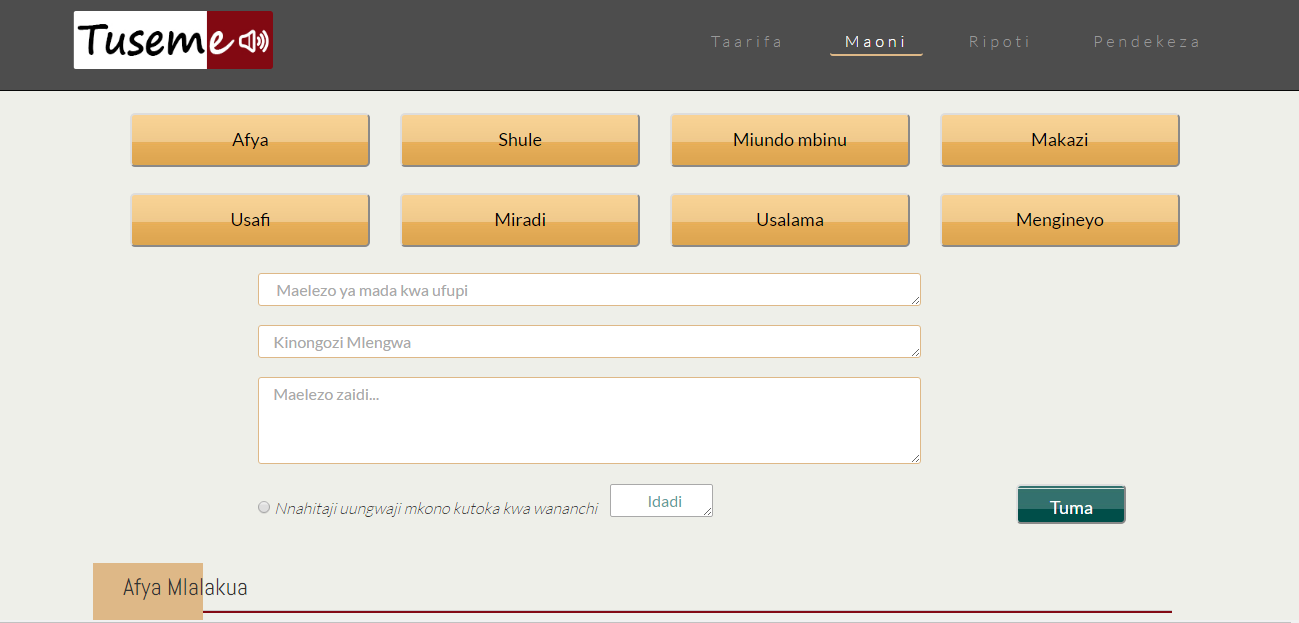 Tuseme
Taarifa Maoni Ripoti Pendekeza
Afya Shule Miundo mbinu Makazi
Usafi Miradi Usalama Mengineyo
Maelezo ya mada kwa ufupi
Kinongozi Mlengwa
Maelezo zaidi...
Nnahitaji uungwaji mkono kutoka kwa wananchi Idadi Tuma
Afya Mlalakua